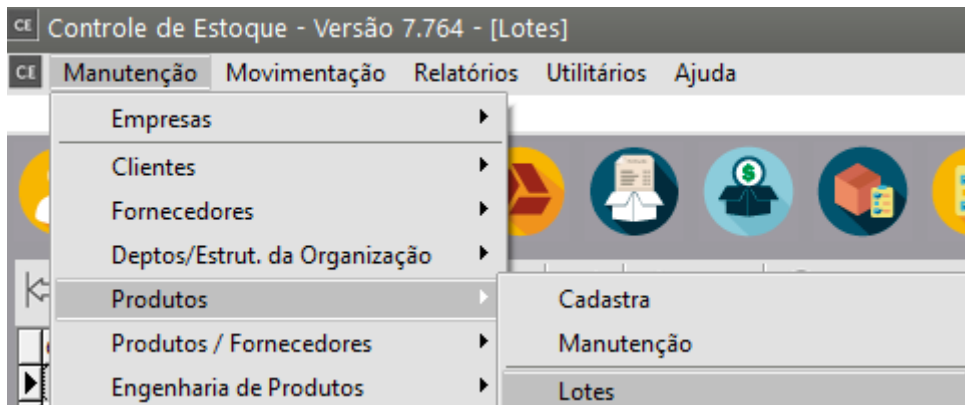 CE Controle de Estoque - Versão 7.764 - [Lotes]
CE Manutenção Movimentação Relatórios Utilitários Ajuda
Empresas
Clientes
Fornecedores
Deptos/Estrut. da Organização
Produtos
Cadastra
Produtos / Fornecedores
Manutenção
Engenharia de Produtos
Lotes